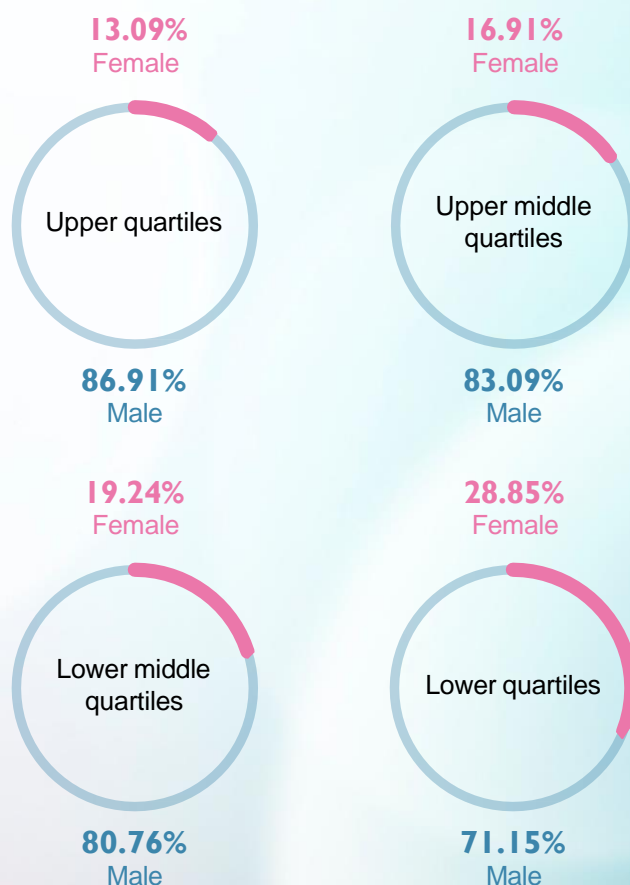 13.09%
Female
Upper quartiles
86.91%
Male
16.91%
Female
Upper middle
quartiles
83.09%
Male
19.24%
Female
Lower middle
quartiles
80.76%
Male
28.85%
Female
Lower quartiles
71.15%
Male